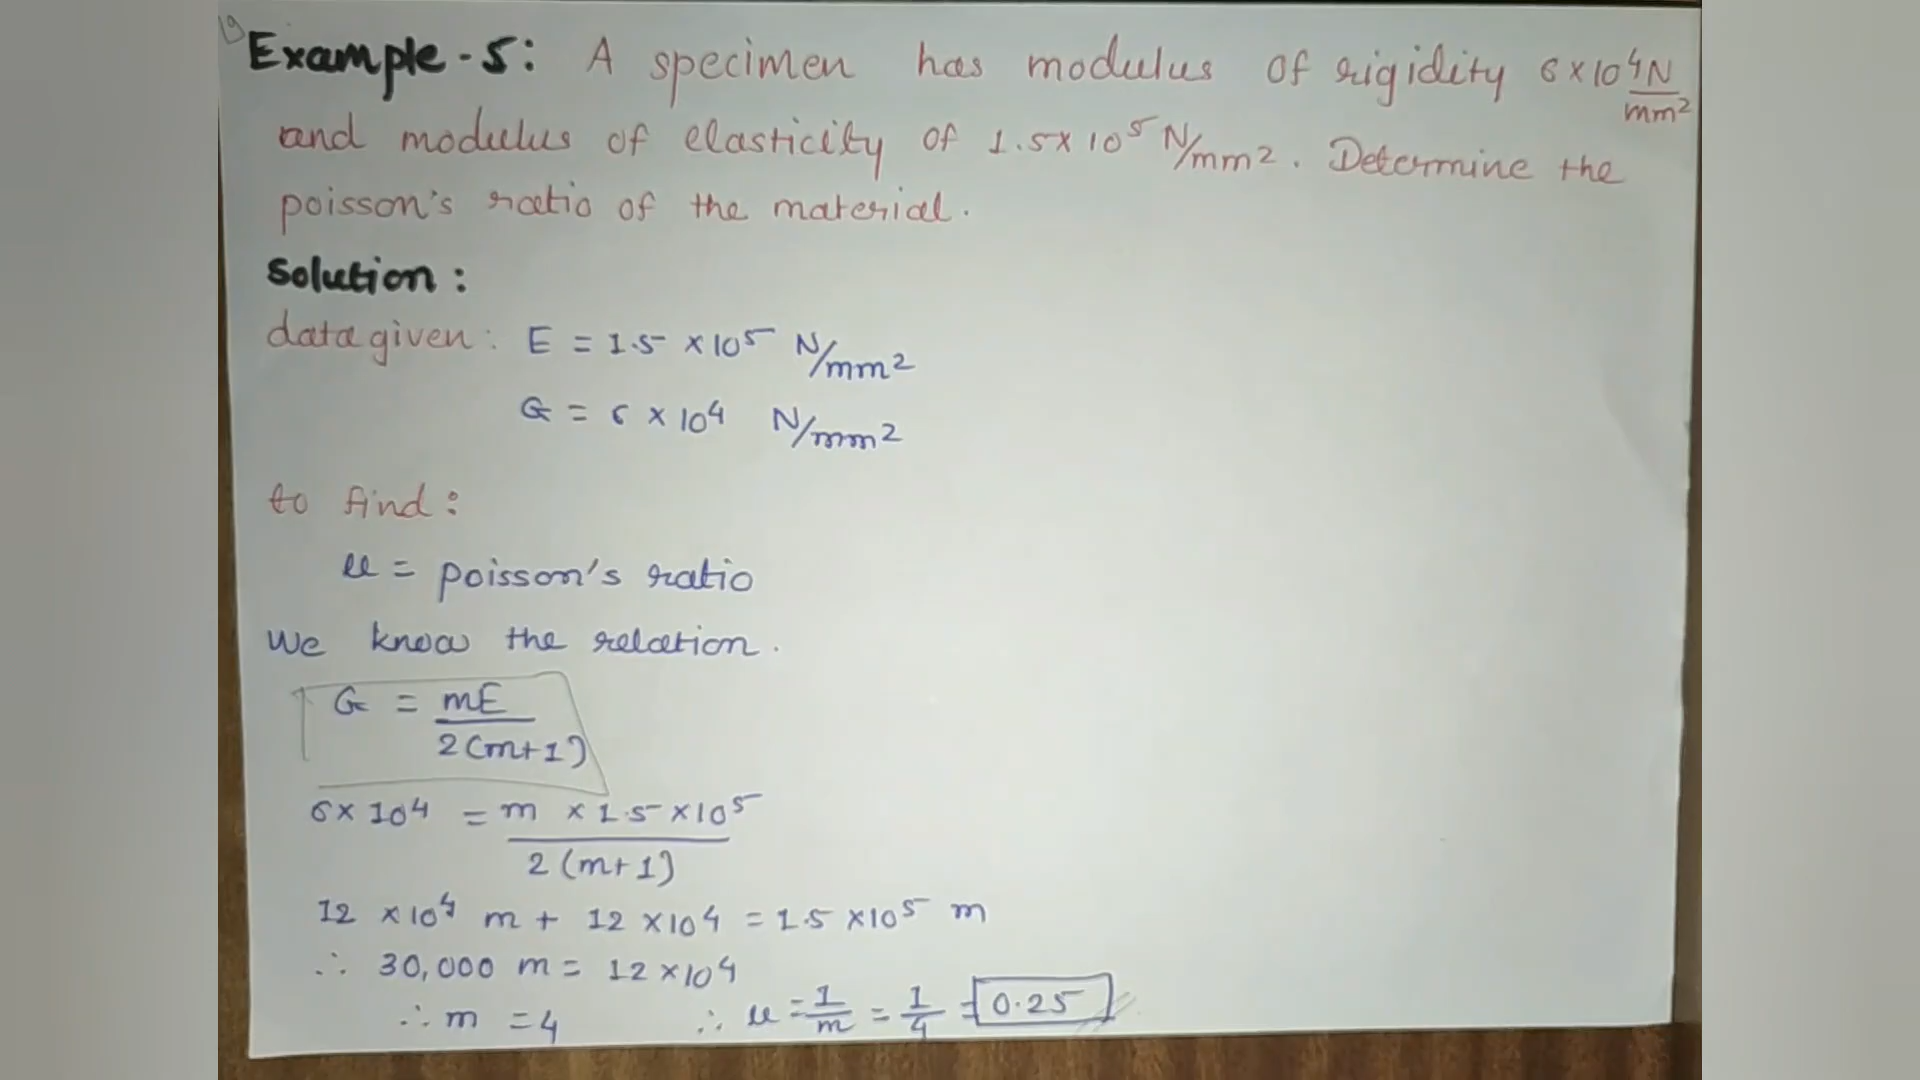 19
Example-5: A specimen has modulus of rigidity 6×10⁴ N/mm²
and modulus of elasticity of 1.5×10⁵ N/mm². Determine the
poisson's ratio of the material.
Solution:
data given: E = 1.5 ×10⁵ N/mm²
G = 6 × 10⁴ N/mm²
to find:
μ = poisson's ratio
We know the relation.
G = mE / 2(m+1)
6×10⁴ = m × 1.5 ×10⁵ / 2(m+1)
12 ×10⁴ m + 12 ×10⁴ = 1.5 ×10⁵ m
∴ 30,000 m = 12 ×10⁴
∴ m = 4 ∴ μ = 1/m = 1/4 = 0.25